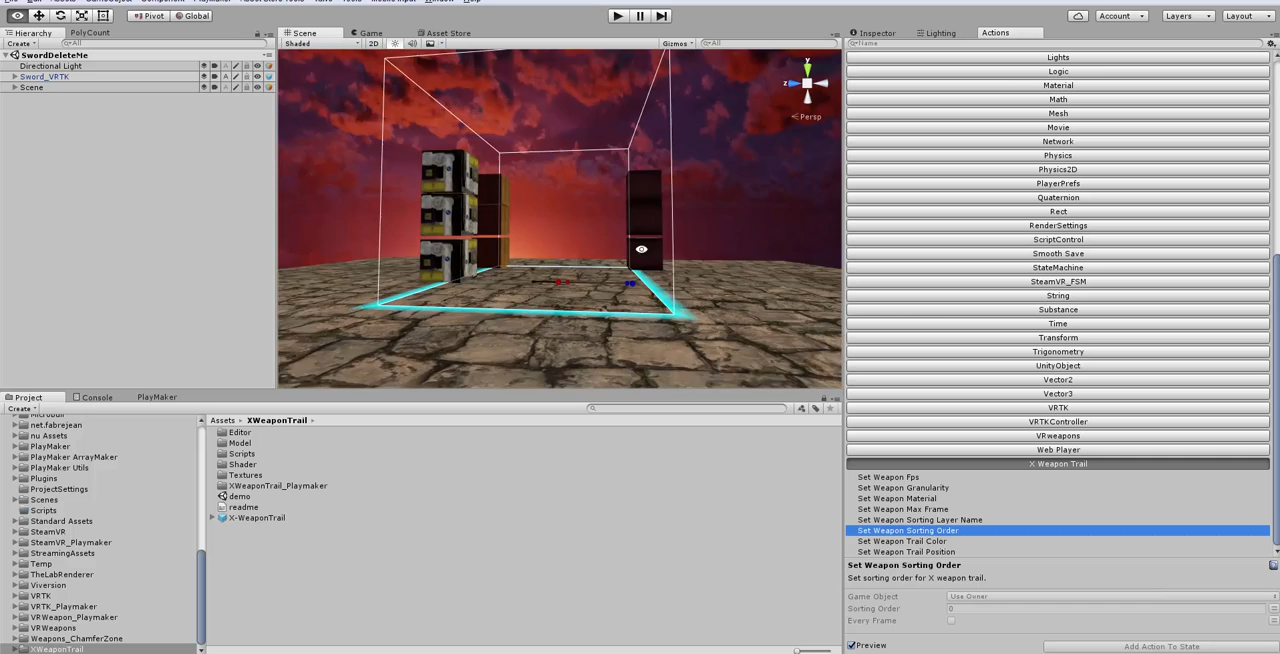 Pivot
Global
Account
Layers
Layout
Hierarchy
PolyCount
Scene
Game
Asset Store
Inspector
Lighting
Actions
Create
All
Shaded
2D
Gizmos
All
Name
SwordDeleteMe
Directional Light
Sword_VRTK
Scene
y
z
Persp
Lights
Logic
Material
Math
Mesh
Movie
Network
Physics
Physics2D
PlayerPrefs
Quaternion
Rect
RenderSettings
ScriptControl
Smooth Save
StateMachine
SteamVR_FSM
String
Substance
Time
Transform
Trigonometry
UnityObject
Vector2
Vector3
VRTK
VRTKController
VRweapons
Web Player
X Weapon Trail
Set Weapon Fps
Set Weapon Granularity
Set Weapon Material
Set Weapon Max Frame
Set Weapon Sorting Layer Name
Set Weapon Sorting Order
Set Weapon Trail Color
Set Weapon Trail Position
Set Weapon Sorting Order
Set sorting order for X weapon trail.
Game Object
Use Owner
Sorting Order
0
Every Frame
Preview
Add Action To State
Project
Console
PlayMaker
Create
net.fabrejean
nu Assets
PlayMaker
PlayMaker ArrayMaker
PlayMaker Utils
Plugins
ProjectSettings
Scenes
Scripts
Standard Assets
SteamVR
SteamVR_Playmaker
StreamingAssets
Temp
TheLabRenderer
Viversion
VRTK
VRTK_Playmaker
VRWeapon_Playmaker
VRWeapons
Weapons_ChamferZone
XWeaponTrail
Assets
XWeaponTrail
Editor
Model
Scripts
Shader
Textures
XWeaponTrail_Playmaker
demo
readme
X-WeaponTrail